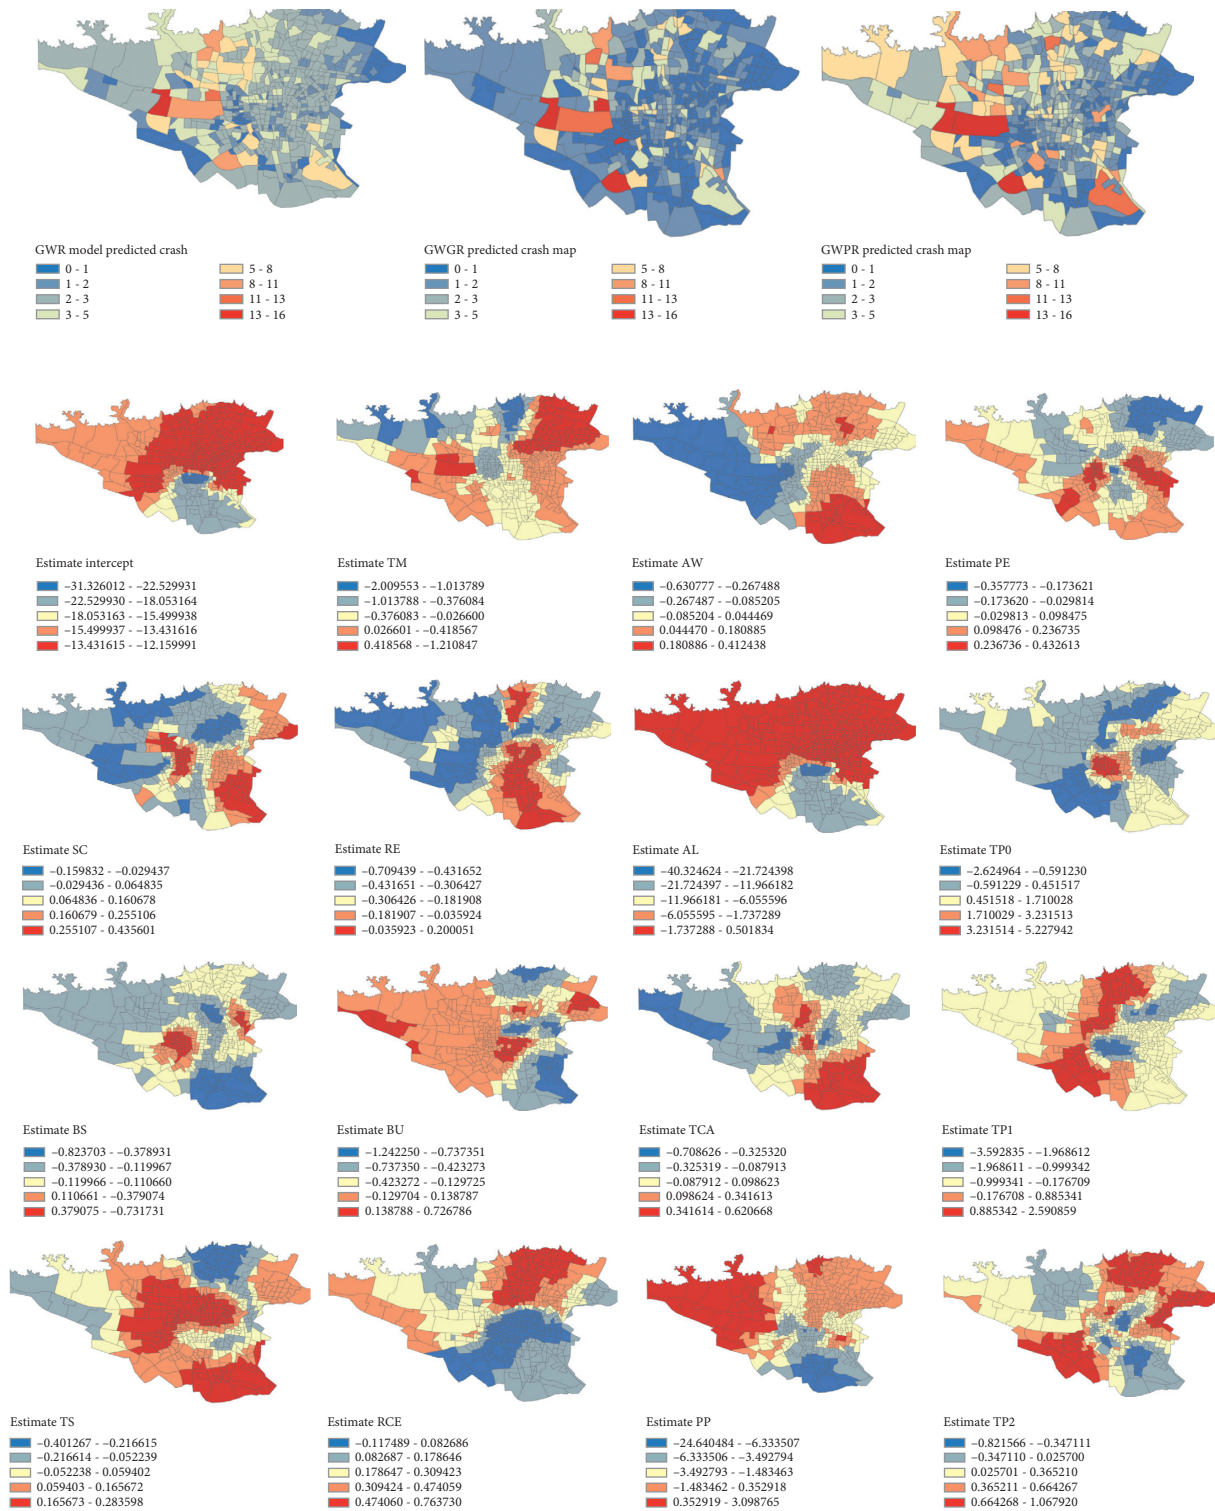 GWR model predicted crash
0 - 1
1 - 2
2 - 3
3 - 5
5 - 8
8 - 11
11 - 13
13 - 16
GWGR predicted crash map
0 - 1
1 - 2
2 - 3
3 - 5
5 - 8
8 - 11
11 - 13
13 - 16
GWPR predicted crash map
0 - 1
1 - 2
2 - 3
3 - 5
5 - 8
8 - 11
11 - 13
13 - 16
Estimate intercept
−31.326012 - −22.529931
−22.529930 - −18.053164
−18.053163 - −15.499938
−15.499937 - −13.431616
−13.431615 - −12.159991
Estimate TM
−2.009553 - −1.013789
−1.013788 - −0.376084
−0.376083 - −0.026600
0.026601 - −0.418567
0.418568 - −1.210847
Estimate AW
−0.630777 - −0.267488
−0.267487 - −0.085205
−0.085204 - 0.044469
0.044470 - 0.180885
0.180886 - 0.412438
Estimate PE
−0.357773 - −0.173621
−0.173620 - −0.029814
−0.029813 - 0.098475
0.098476 - 0.236735
0.236736 - 0.432613
Estimate SC
−0.159832 - −0.029437
−0.029436 - 0.064835
0.064836 - 0.160678
0.160679 - 0.255106
0.255107 - 0.435601
Estimate RE
−0.709439 - −0.431652
−0.431651 - −0.306427
−0.306426 - −0.181908
−0.181907 - −0.035924
−0.035923 - 0.200051
Estimate AL
−40.324624 - −21.724398
−21.724397 - −11.966182
−11.966181 - −6.055596
−6.055595 - −1.737289
−1.737288 - 0.501834
Estimate TP0
−2.624964 - −0.591230
−0.591229 - 0.451517
0.451518 - 1.710028
1.710029 - 3.231513
3.231514 - 5.227942
Estimate BS
−0.823703 - −0.378931
−0.378930 - −0.119967
−0.119966 - −0.110660
0.110661 - −0.379074
0.379075 - −0.731731
Estimate BU
−1.242250 - −0.737351
−0.737350 - −0.423273
−0.423272 - −0.129725
−0.129704 - 0.138787
0.138788 - 0.726786
Estimate TCA
−0.708626 - −0.325320
−0.325319 - −0.087913
−0.087912 - −0.098623
0.098624 - 0.341613
0.341614 - 0.620668
Estimate TP1
−3.592835 - −1.968612
−1.968611 - −0.999342
−0.999341 - −0.176709
−0.176708 - 0.885341
0.885342 - 2.590859
Estimate TS
−0.401267 - −0.216615
−0.216614 - −0.052239
−0.052238 - 0.059402
0.059403 - 0.165672
0.165673 - 0.283598
Estimate RCE
−0.117489 - 0.082686
0.082687 - 0.178646
0.178647 - 0.309423
0.309424 - 0.474059
0.474060 - 0.763730
Estimate PP
−24.640484 - −6.333507
−6.333506 - −3.492794
−3.492793 - −1.483463
−1.483462 - 0.352918
0.352919 - 3.098765
Estimate TP2
−0.821566 - −0.347111
−0.347110 - 0.025700
0.025701 - 0.365210
0.365211 - 0.664267
0.664268 - 1.067920